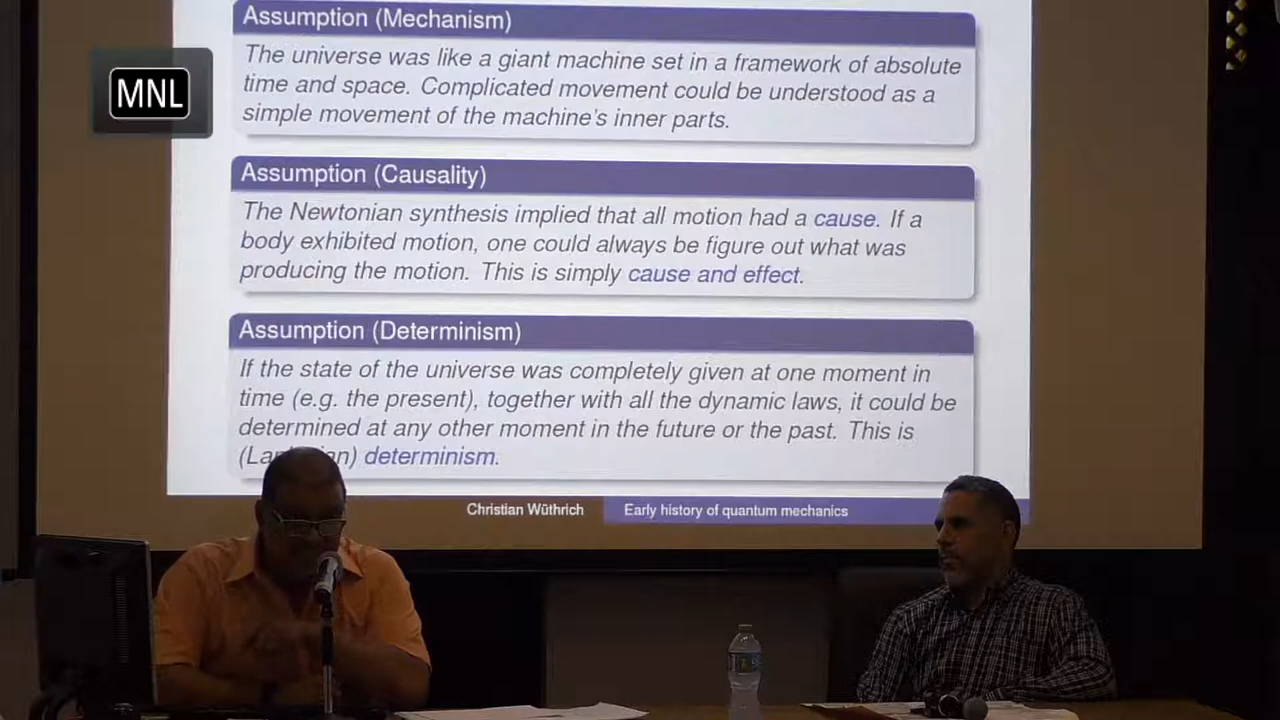 Assumption (Mechanism)
The universe was like a giant machine set in a framework of absolute
time and space. Complicated movement could be understood as a
simple movement of the machine's inner parts.
MNL
Assumption (Causality)
The Newtonian synthesis implied that all motion had a cause. If a
body exhibited motion, one could always be figure out what was
producing the motion. This is simply cause and effect.
Assumption (Determinism)
If the state of the universe was completely given at one moment in
time (e.g. the present), together with all the dynamic laws, it could be
determined at any other moment in the future or the past. This is
determinism.
Christian Wüthrich
Early history of quantum mechanics